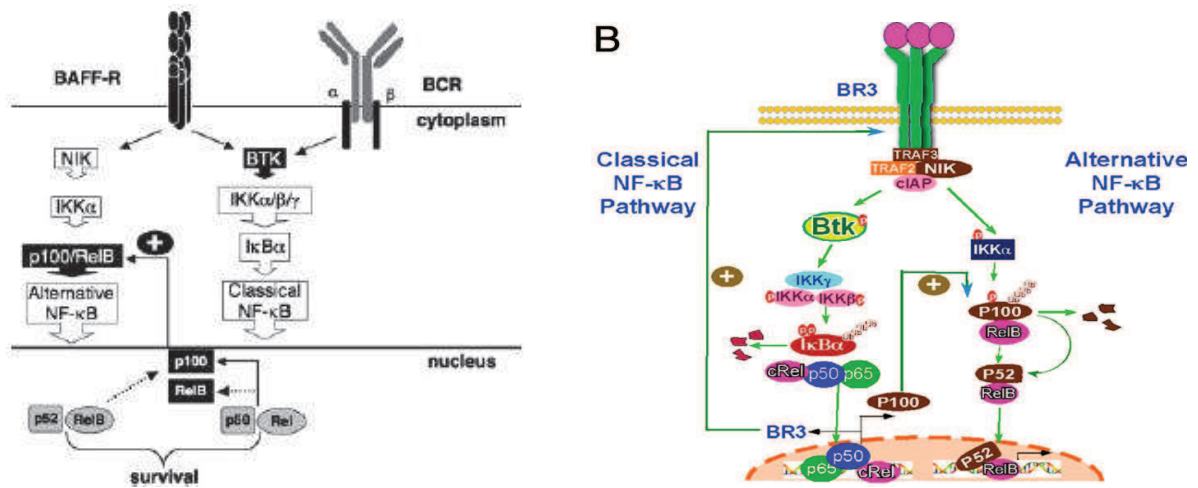 BAFF-R
α
β
BCR
cytoplasm
NIK
BTK
IKKα
IKKα/β/γ
p100/RelB
+
IκBα
Alternative
NF-κB
Classical
NF-κB
nucleus
p100
RelB
p52
RelB
p50
Rel
survival
B
BR3
Classical
NF-κB
Pathway
TRAF3
TRAF2
NIK
cIAP
Alternative
NF-κB
Pathway
Btk
P
P
IKKα
+
IKKγ
P
IKKα
IKKβ
P
+
P
P100
RelB
P P
IκBα
cRel
p50
p65
P52
RelB
P100
BR3
p50
p65
cRel
P52
RelB